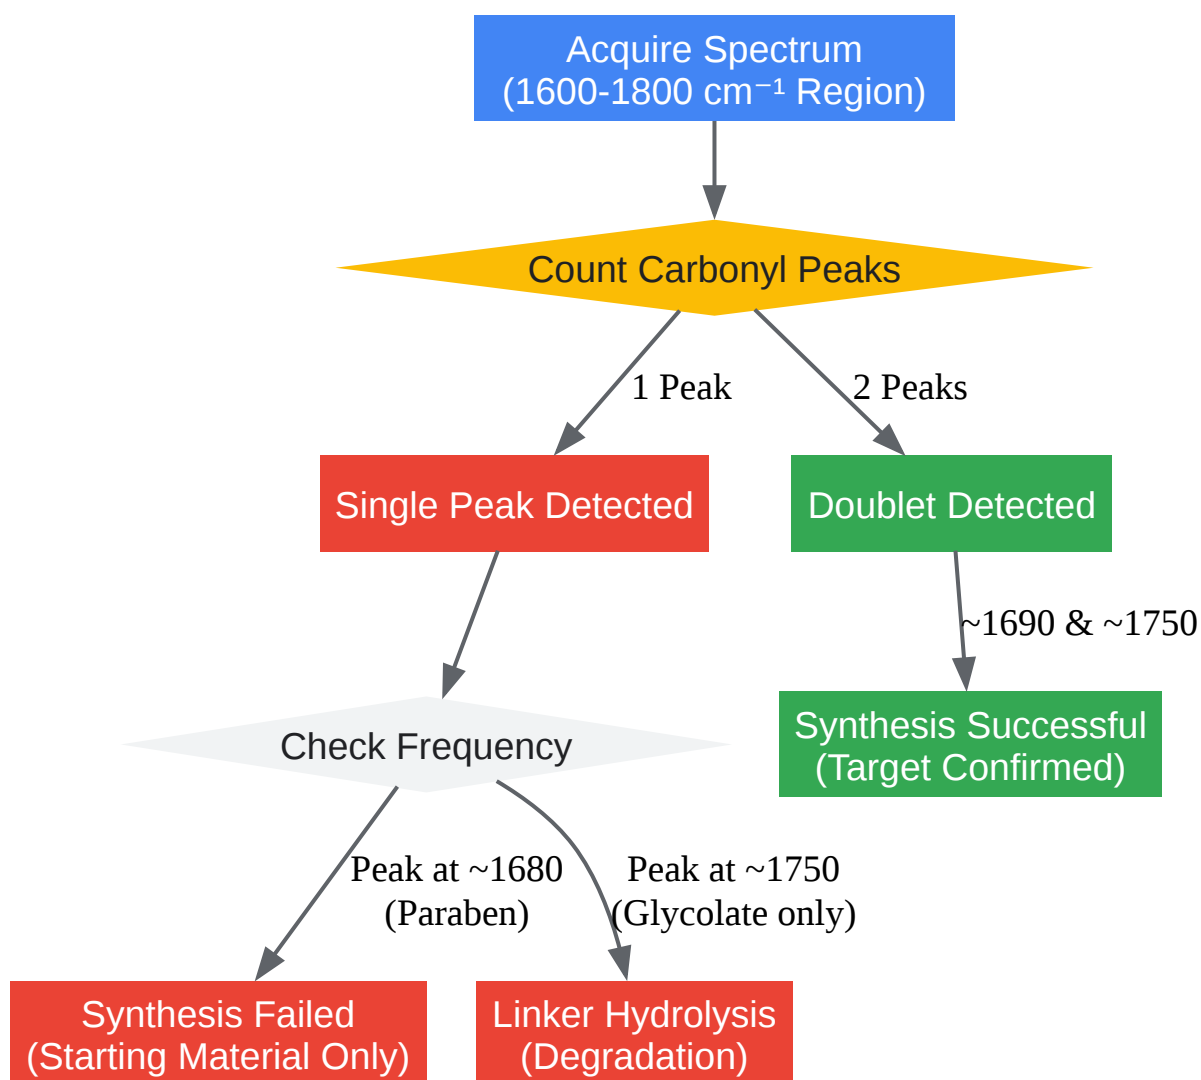 Acquire Spectrum
(1600-1800 cm⁻¹ Region)
Count Carbonyl Peaks
1 Peak
2 Peaks
Single Peak Detected
Doublet Detected
~1690 & ~1750
Synthesis Successful
(Target Confirmed)
Check Frequency
Peak at ~1680
(Paraben)
Peak at ~1750
(Glycolate only)
Synthesis Failed
(Starting Material Only)
Linker Hydrolysis
(Degradation)